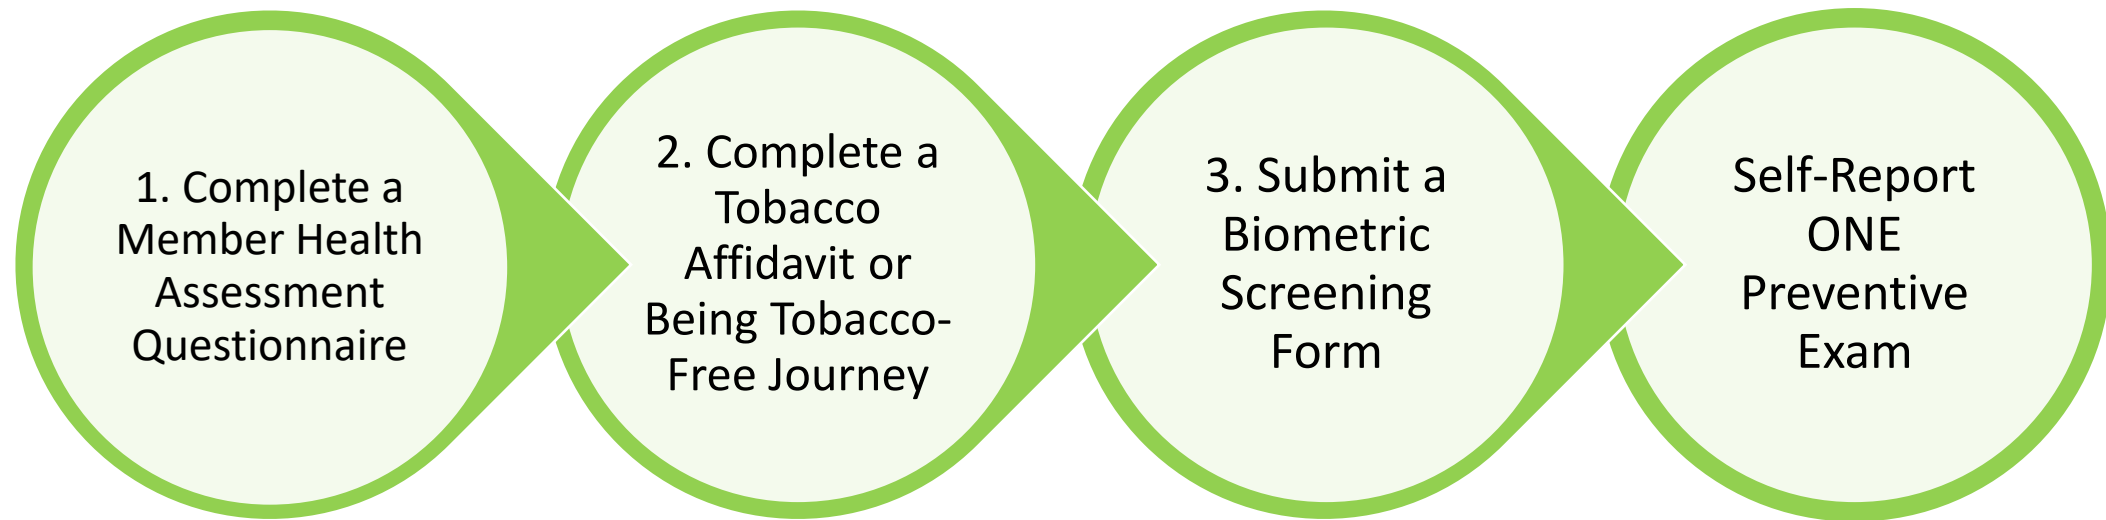 1. Complete a
Member Health
Assessment
Questionnaire
2. Complete a
Tobacco
Affidavit or
Being Tobacco-
Free Journey
3. Submit a
Biometric
Screening
Form
Self-Report
ONE
Preventive
Exam